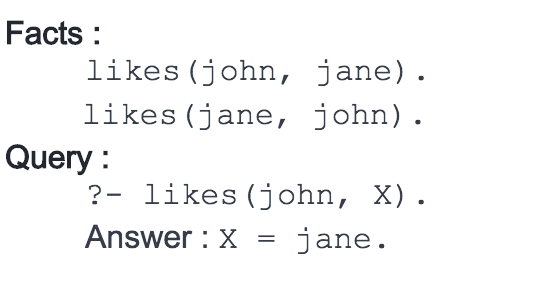 Facts :
likes(john, jane).
likes(jane, john).
Query :
?- likes(john, X).
Answer : X = jane.